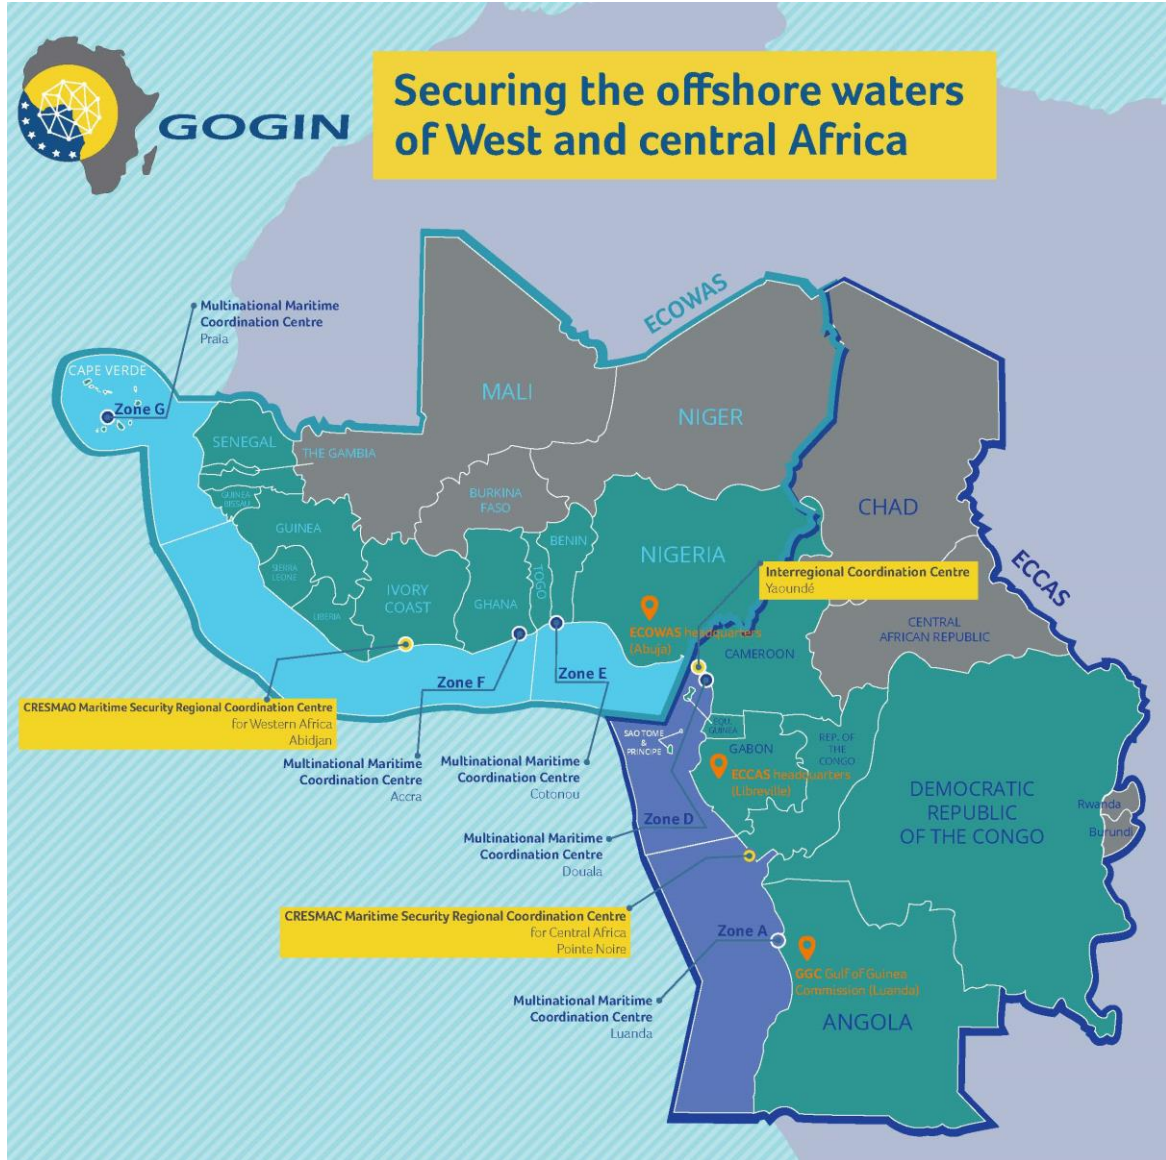 GOGIN
Securing the offshore waters
of West and central Africa
ECOWAS
Multinational Maritime
Coordination Centre
Praia
CAPE VERDE
Zone G
MALI
NIGER
SENEGAL
THE GAMBIA
GUINEA
BISSAU
BURKINA
FASO
CHAD
GUINEA
BENIN
NIGERIA
SIERRA
LEONE
IVORY
COAST
GHANA
TOGO
LIBERIA
Interregional Coordination Centre
Yaoundé
ECCAS
ECOWAS headquarters
(Abuja)
CAMEROON
CENTRAL
AFRICAN REPUBLIC
Zone F
Zone E
CRESMAO Maritime Security Regional Coordination Centre
for Western Africa
Abidjan
Multinational Maritime
Coordination Centre
Accra
Multinational Maritime
Coordination Centre
Cotonou
SAO TOME
&
PRINCIPE
EQU.
GUINEA
GABON
REP. OF
THE
CONGO
ECCAS headquarters
(Libreville)
DEMOCRATIC
REPUBLIC
OF THE CONGO
Rwanda
Burundi
Zone D
Multinational Maritime
Coordination Centre
Douala
CRESMAC Maritime Security Regional Coordination Centre
for Central Africa
Pointe Noire
Zone A
GGC Gulf of Guinea
Commission (Luanda)
Multinational Maritime
Coordination Centre
Luanda
ANGOLA